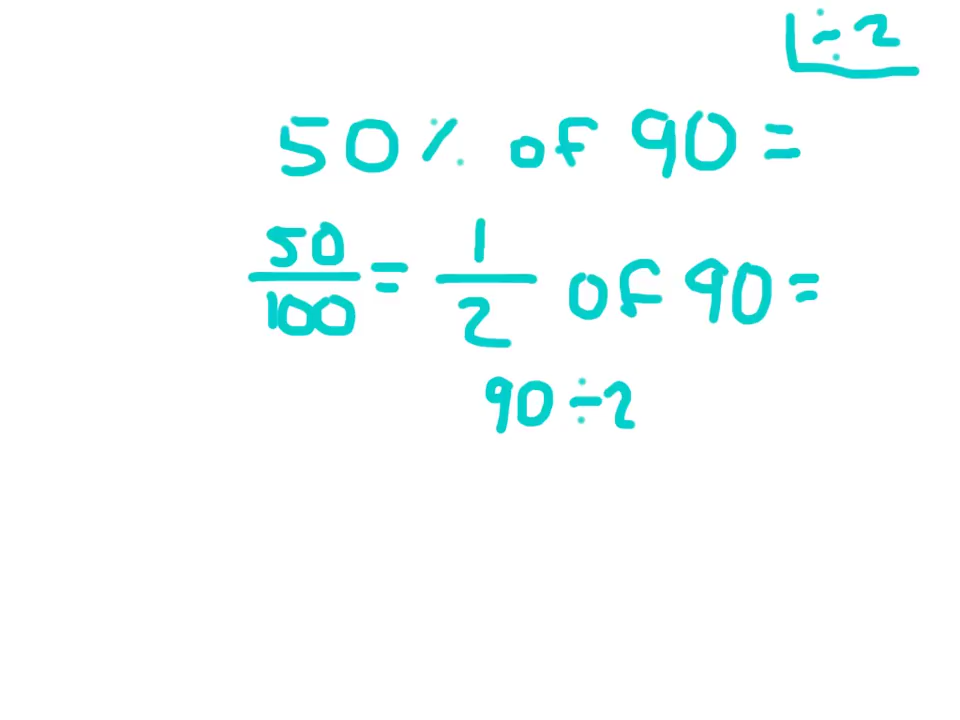 ÷2
50% of 90 =
50/100 = 1/2 of 90 =
90 ÷ 2